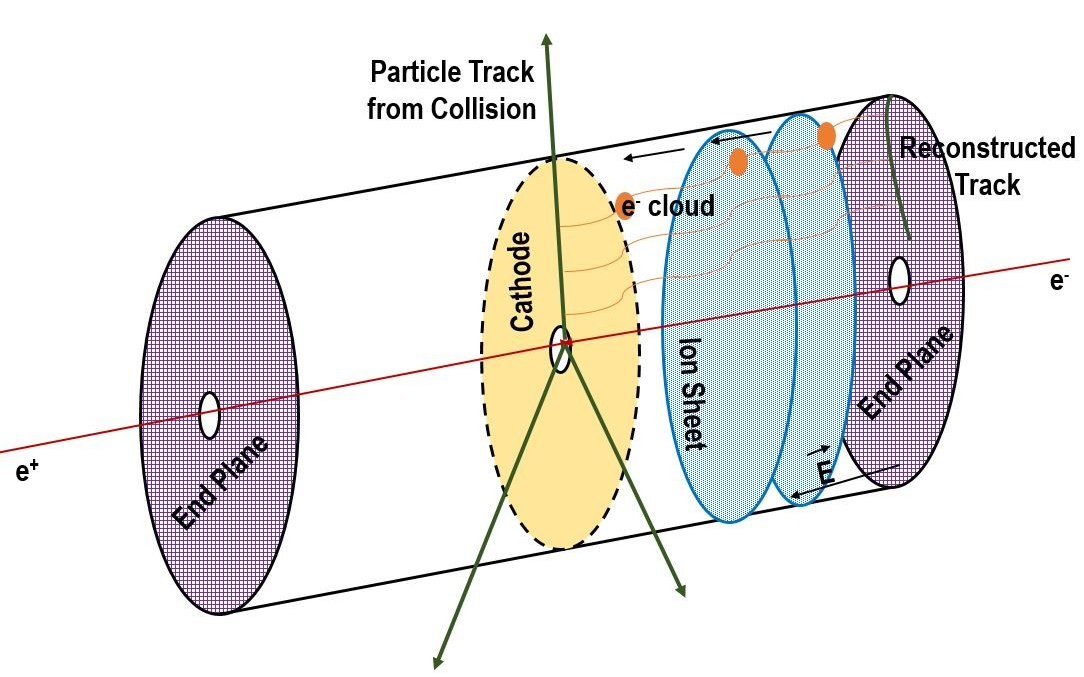 Particle Track
from Collision
Reconstructed
Track
e- cloud
Cathode
e-
Ion Sheet
End Plane
E
e+
End Plane